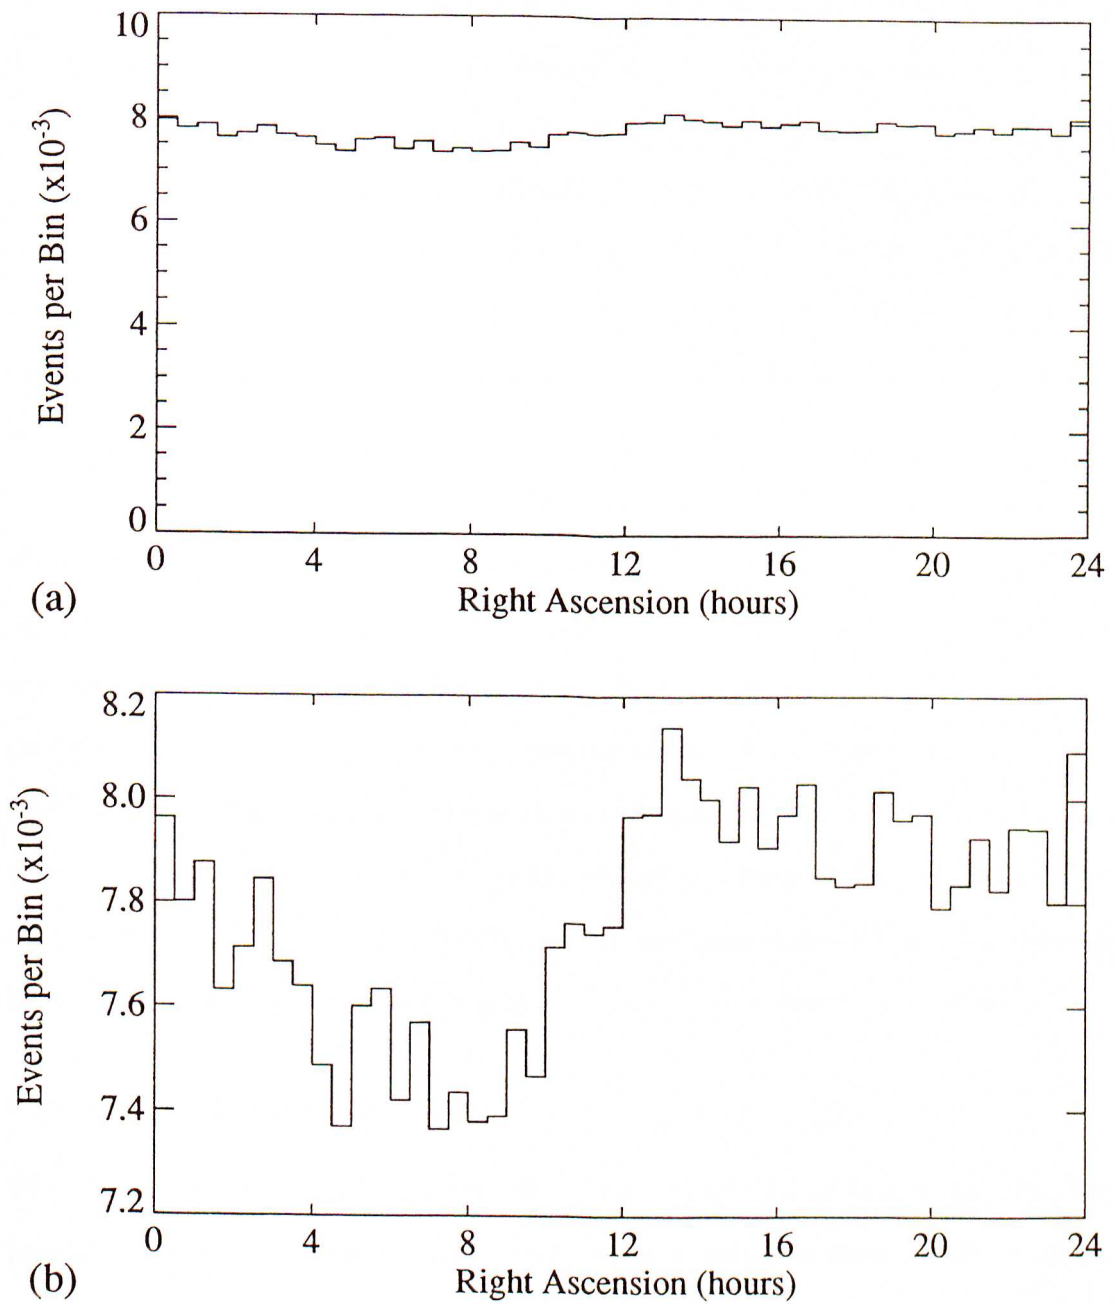 10
8
6
4
2
0
Events per Bin (x10⁻³)
0 4 8 12 16 20 24
Right Ascension (hours)
(a)
8.2
8.0
7.8
7.6
7.4
7.2
Events per Bin (x10⁻³)
0 4 8 12 16 20 24
Right Ascension (hours)
(b)